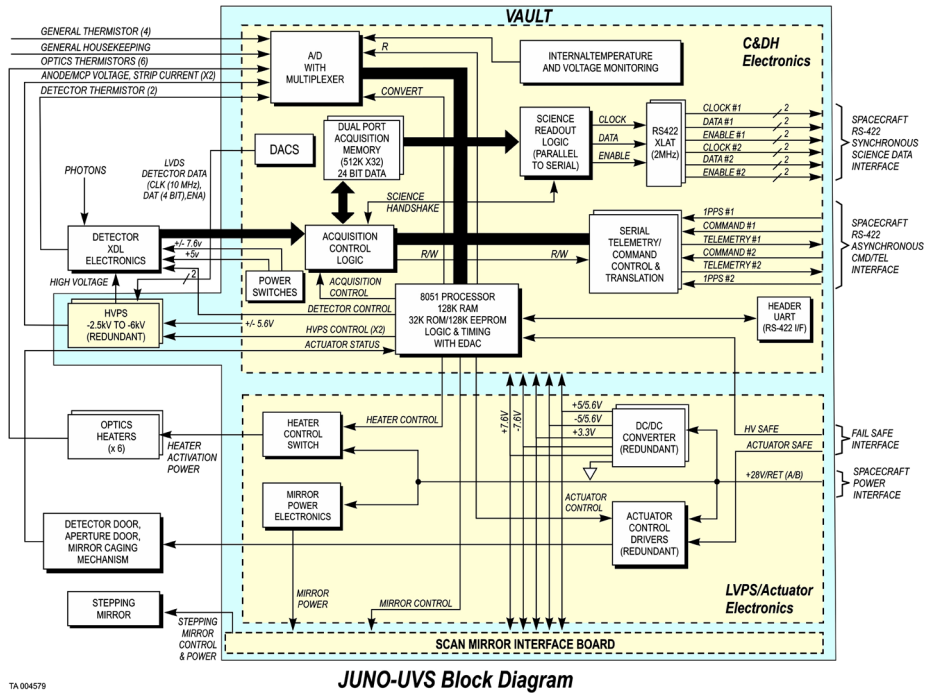 VAULT
GENERAL THERMISTOR (4)
GENERAL HOUSEKEEPING
OPTICS THERMISTORS (6)
ANODE/MCP VOLTAGE, STRIP CURRENT (X2)
DETECTOR THERMISTOR (2)
A/D
WITH
MULTIPLEXER
R
CONVERT
INTERNALTEMPERATURE
AND VOLTAGE MONITORING
C&DH
Electronics
DUAL PORT
ACQUISITION
MEMORY
(512K X32)
24 BIT DATA
DACS
SCIENCE
READOUT
LOGIC
(PARALLEL
TO SERIAL)
CLOCK
DATA
ENABLE
RS422
XLAT
(2MHz)
CLOCK #1
DATA #1
ENABLE #1
CLOCK #2
DATA #2
ENABLE #2
2
2
2
2
2
2
SPACECRAFT
RS-422
SYNCHRONOUS
SCIENCE DATA
INTERFACE
PHOTONS
LVDS
DETECTOR DATA
(CLK (10 MHz),
DAT (4 BIT),ENA)
SCIENCE
HANDSHAKE
DETECTOR
XDL
ELECTRONICS
+/- 7.6v
+5v
2
HIGH VOLTAGE
POWER
SWITCHES
ACQUISITION
CONTROL
LOGIC
R/W
R/W
ACQUISITION
CONTROL
SERIAL
TELEMETRY/
COMMAND
CONTROL &
TRANSLATION
1PPS #1
COMMAND #1
TELEMETRY #1
COMMAND #2
TELEMETRY #2
1PPS #2
SPACECRAFT
RS-422
ASYNCHRONOUS
CMD/TEL
INTERFACE
HVPS
-2.5kV TO -6kV
(REDUNDANT)
DETECTOR CONTROL
+/- 5.6V
HVPS CONTROL (X2)
ACTUATOR STATUS
8051 PROCESSOR
128K RAM
32K ROM/128K EEPROM
LOGIC & TIMING
WITH EDAC
HEADER
UART
(RS-422 I/F)
OPTICS
HEATERS
(x 6)
HEATER
ACTIVATION
POWER
HEATER
CONTROL
SWITCH
HEATER CONTROL
+7.6V
-7.6V
+5/5.6V
-5/5.6V
+3.3V
DC/DC
CONVERTER
(REDUNDANT)
HV SAFE
ACTUATOR SAFE
FAIL SAFE
INTERFACE
+28V/RET (A/B)
SPACECRAFT
POWER
INTERFACE
MIRROR
POWER
ELECTRONICS
ACTUATOR
CONTROL
ACTUATOR
CONTROL
DRIVERS
(REDUNDANT)
DETECTOR DOOR,
APERTURE DOOR,
MIRROR CAGING
MECHANISM
MIRROR
POWER
MIRROR CONTROL
LVPS/Actuator
Electronics
STEPPING
MIRROR
STEPPING
MIRROR
CONTROL
& POWER
SCAN MIRROR INTERFACE BOARD
JUNO-UVS Block Diagram
TA 004579